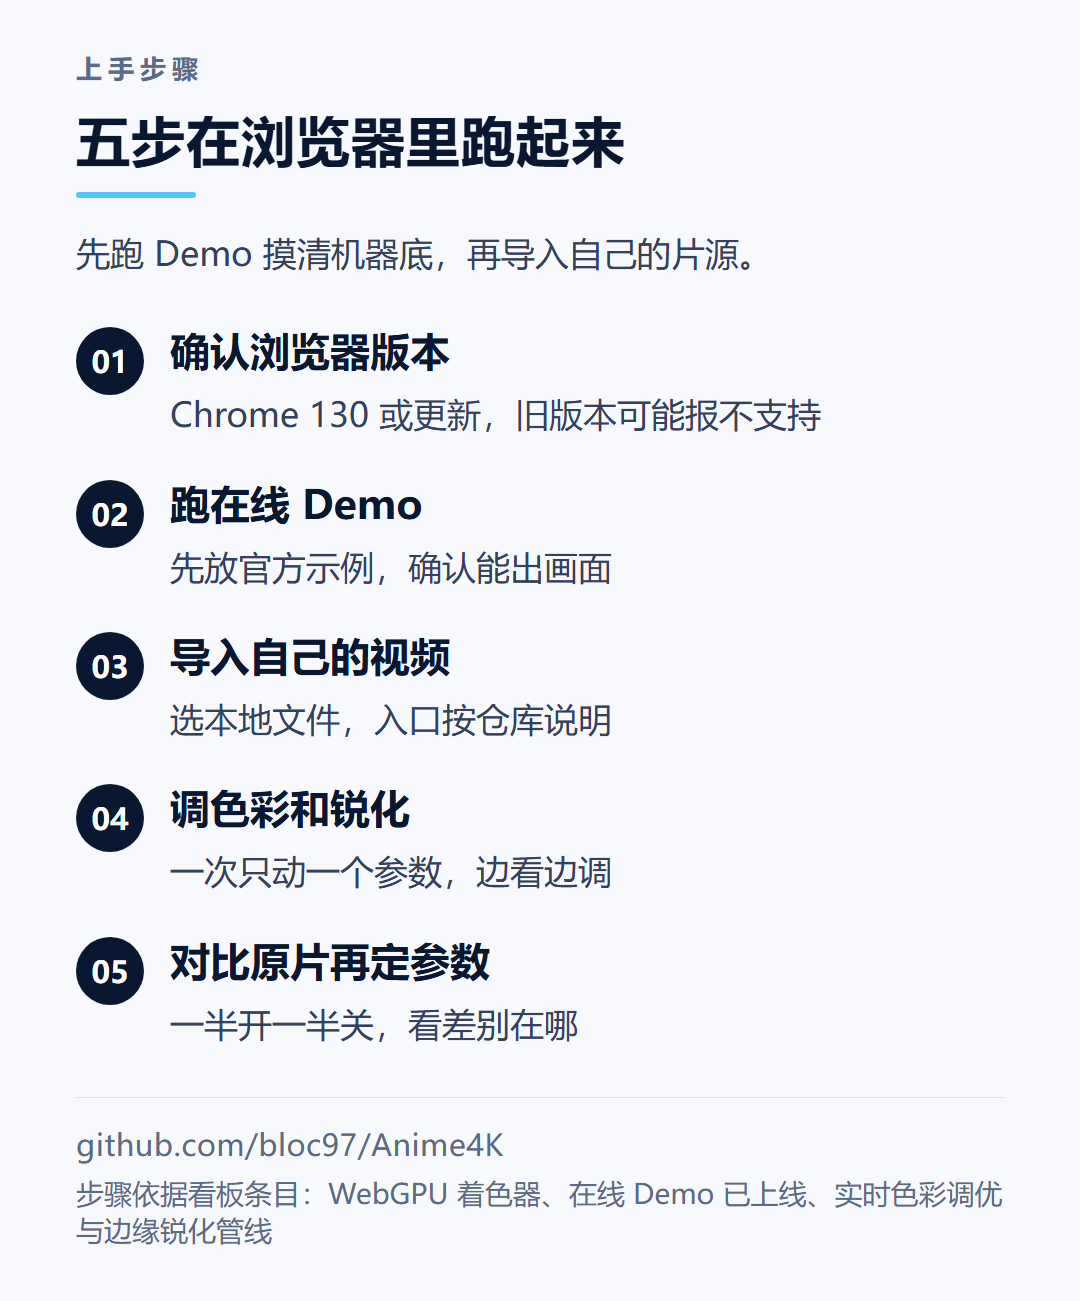 上手步骤
五步在浏览器里跑起来
先跑 Demo 摸清机器底，再导入自己的片源。
01
确认浏览器版本
Chrome 130 或更新，旧版本可能报不支持
02
跑在线 Demo
先放官方示例，确认能出画面
03
导入自己的视频
选本地文件，入口按仓库说明
04
调色彩和锐化
一次只动一个参数，边看边调
05
对比原片再定参数
一半开一半关，看差别在哪
github.com/bloc97/Anime4K
步骤依据看板条目：WebGPU 着色器、在线 Demo 已上线、实时色彩调优
与边缘锐化管线